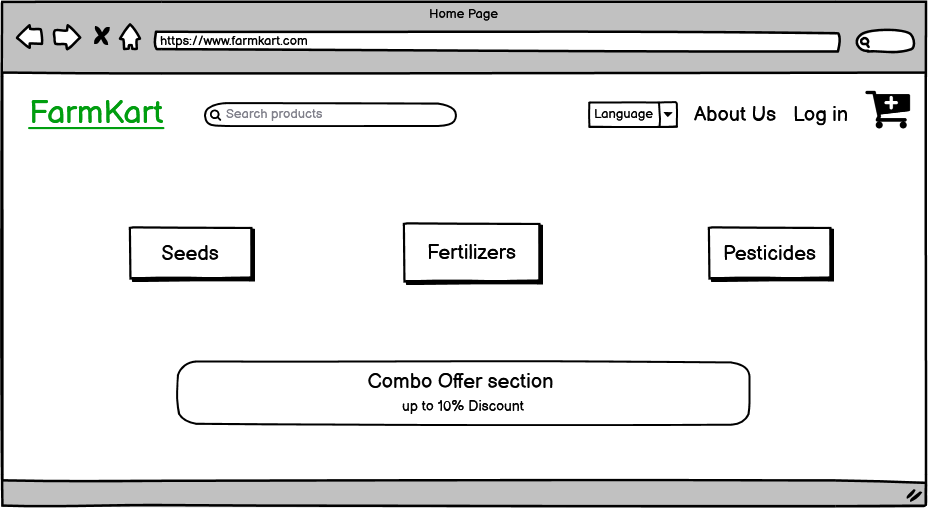 Home Page
https://www.farmkart.com
FarmKart
Search products
Language
About Us
Log in
Seeds
Fertilizers
Pesticides
Combo Offer section
up to 10% Discount